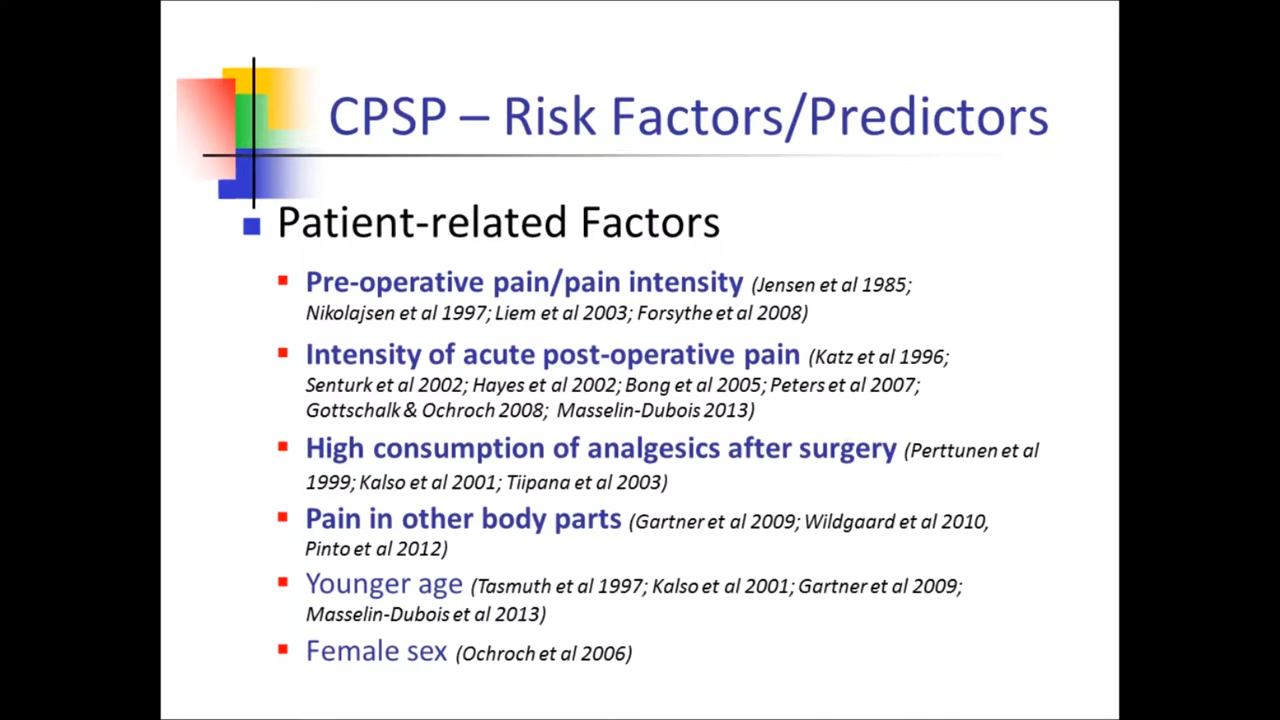 CPSP – Risk Factors/Predictors
Patient-related Factors
Pre-operative pain/pain intensity (Jensen et al 1985;
Nikolajsen et al 1997; Liem et al 2003; Forsythe et al 2008)
Intensity of acute post-operative pain (Katz et al 1996;
Senturk et al 2002; Hayes et al 2002; Bong et al 2005; Peters et al 2007;
Gottschalk & Ochroch 2008; Masselin-Dubois 2013)
High consumption of analgesics after surgery (Perttunen et al
1999; Kalso et al 2001; Tiipana et al 2003)
Pain in other body parts (Gartner et al 2009; Wildgaard et al 2010,
Pinto et al 2012)
Younger age (Tasmuth et al 1997; Kalso et al 2001; Gartner et al 2009;
Masselin-Dubois et al 2013)
Female sex (Ochroch et al 2006)